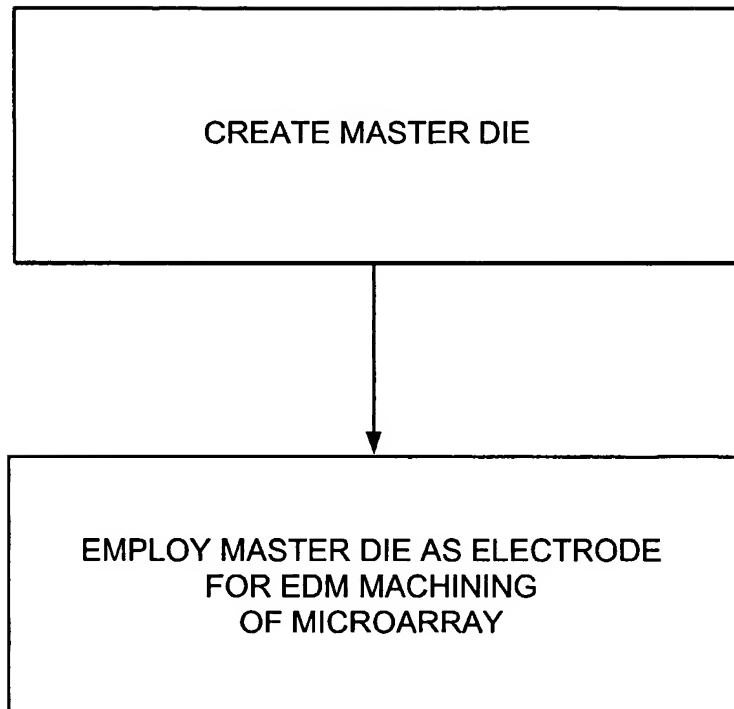 CREATE MASTER DIE
EMPLOY MASTER DIE AS ELECTRODE
FOR EDM MACHINING
OF MICROARRAY